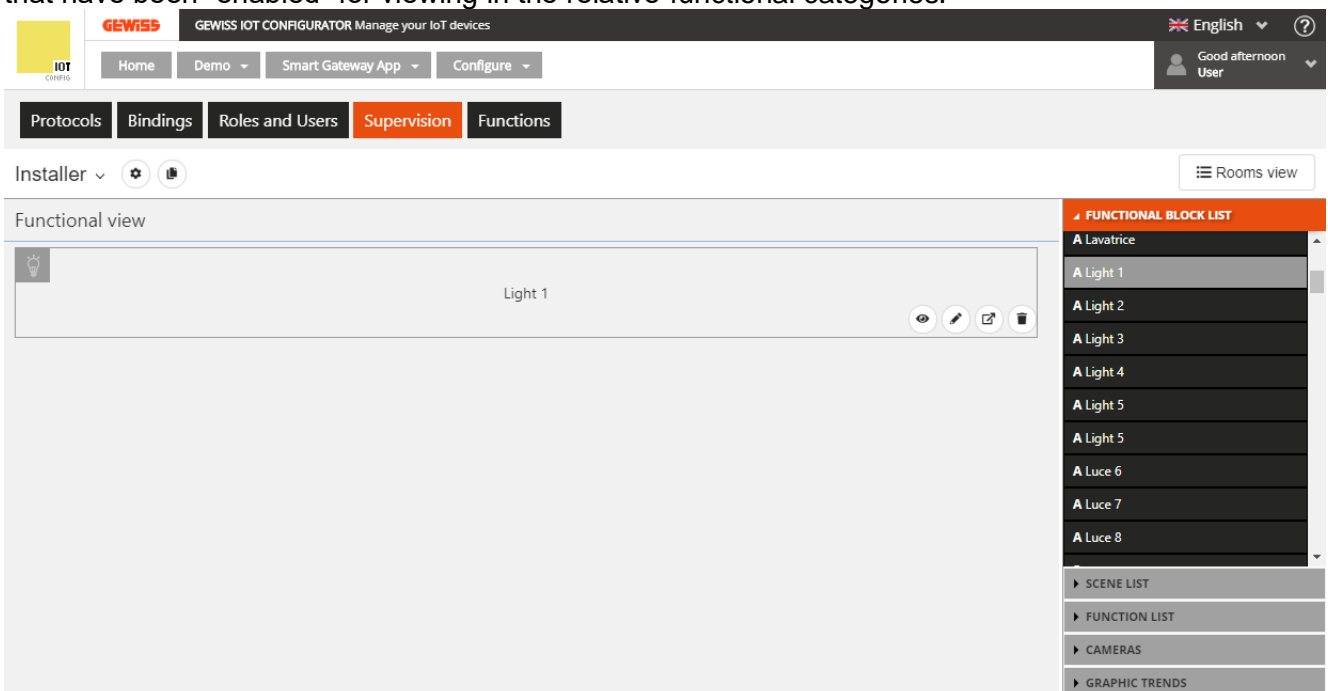 that have been "enabled" for viewing in the relative functional categories.
GEWISS
GEWISS IOT CONFIGURATOR Manage your IoT devices
English
?
IOT
CONFIG
Home
Demo
Smart Gateway App
Configure
Good afternoon
User
Protocols
Bindings
Roles and Users
Supervision
Functions
Installer
Rooms view
Functional view
Light 1
FUNCTIONAL BLOCK LIST
A Lavatrice
A Light 1
A Light 2
A Light 3
A Light 4
A Light 5
A Light 5
A Luce 6
A Luce 7
A Luce 8
SCENE LIST
FUNCTION LIST
CAMERAS
GRAPHIC TRENDS